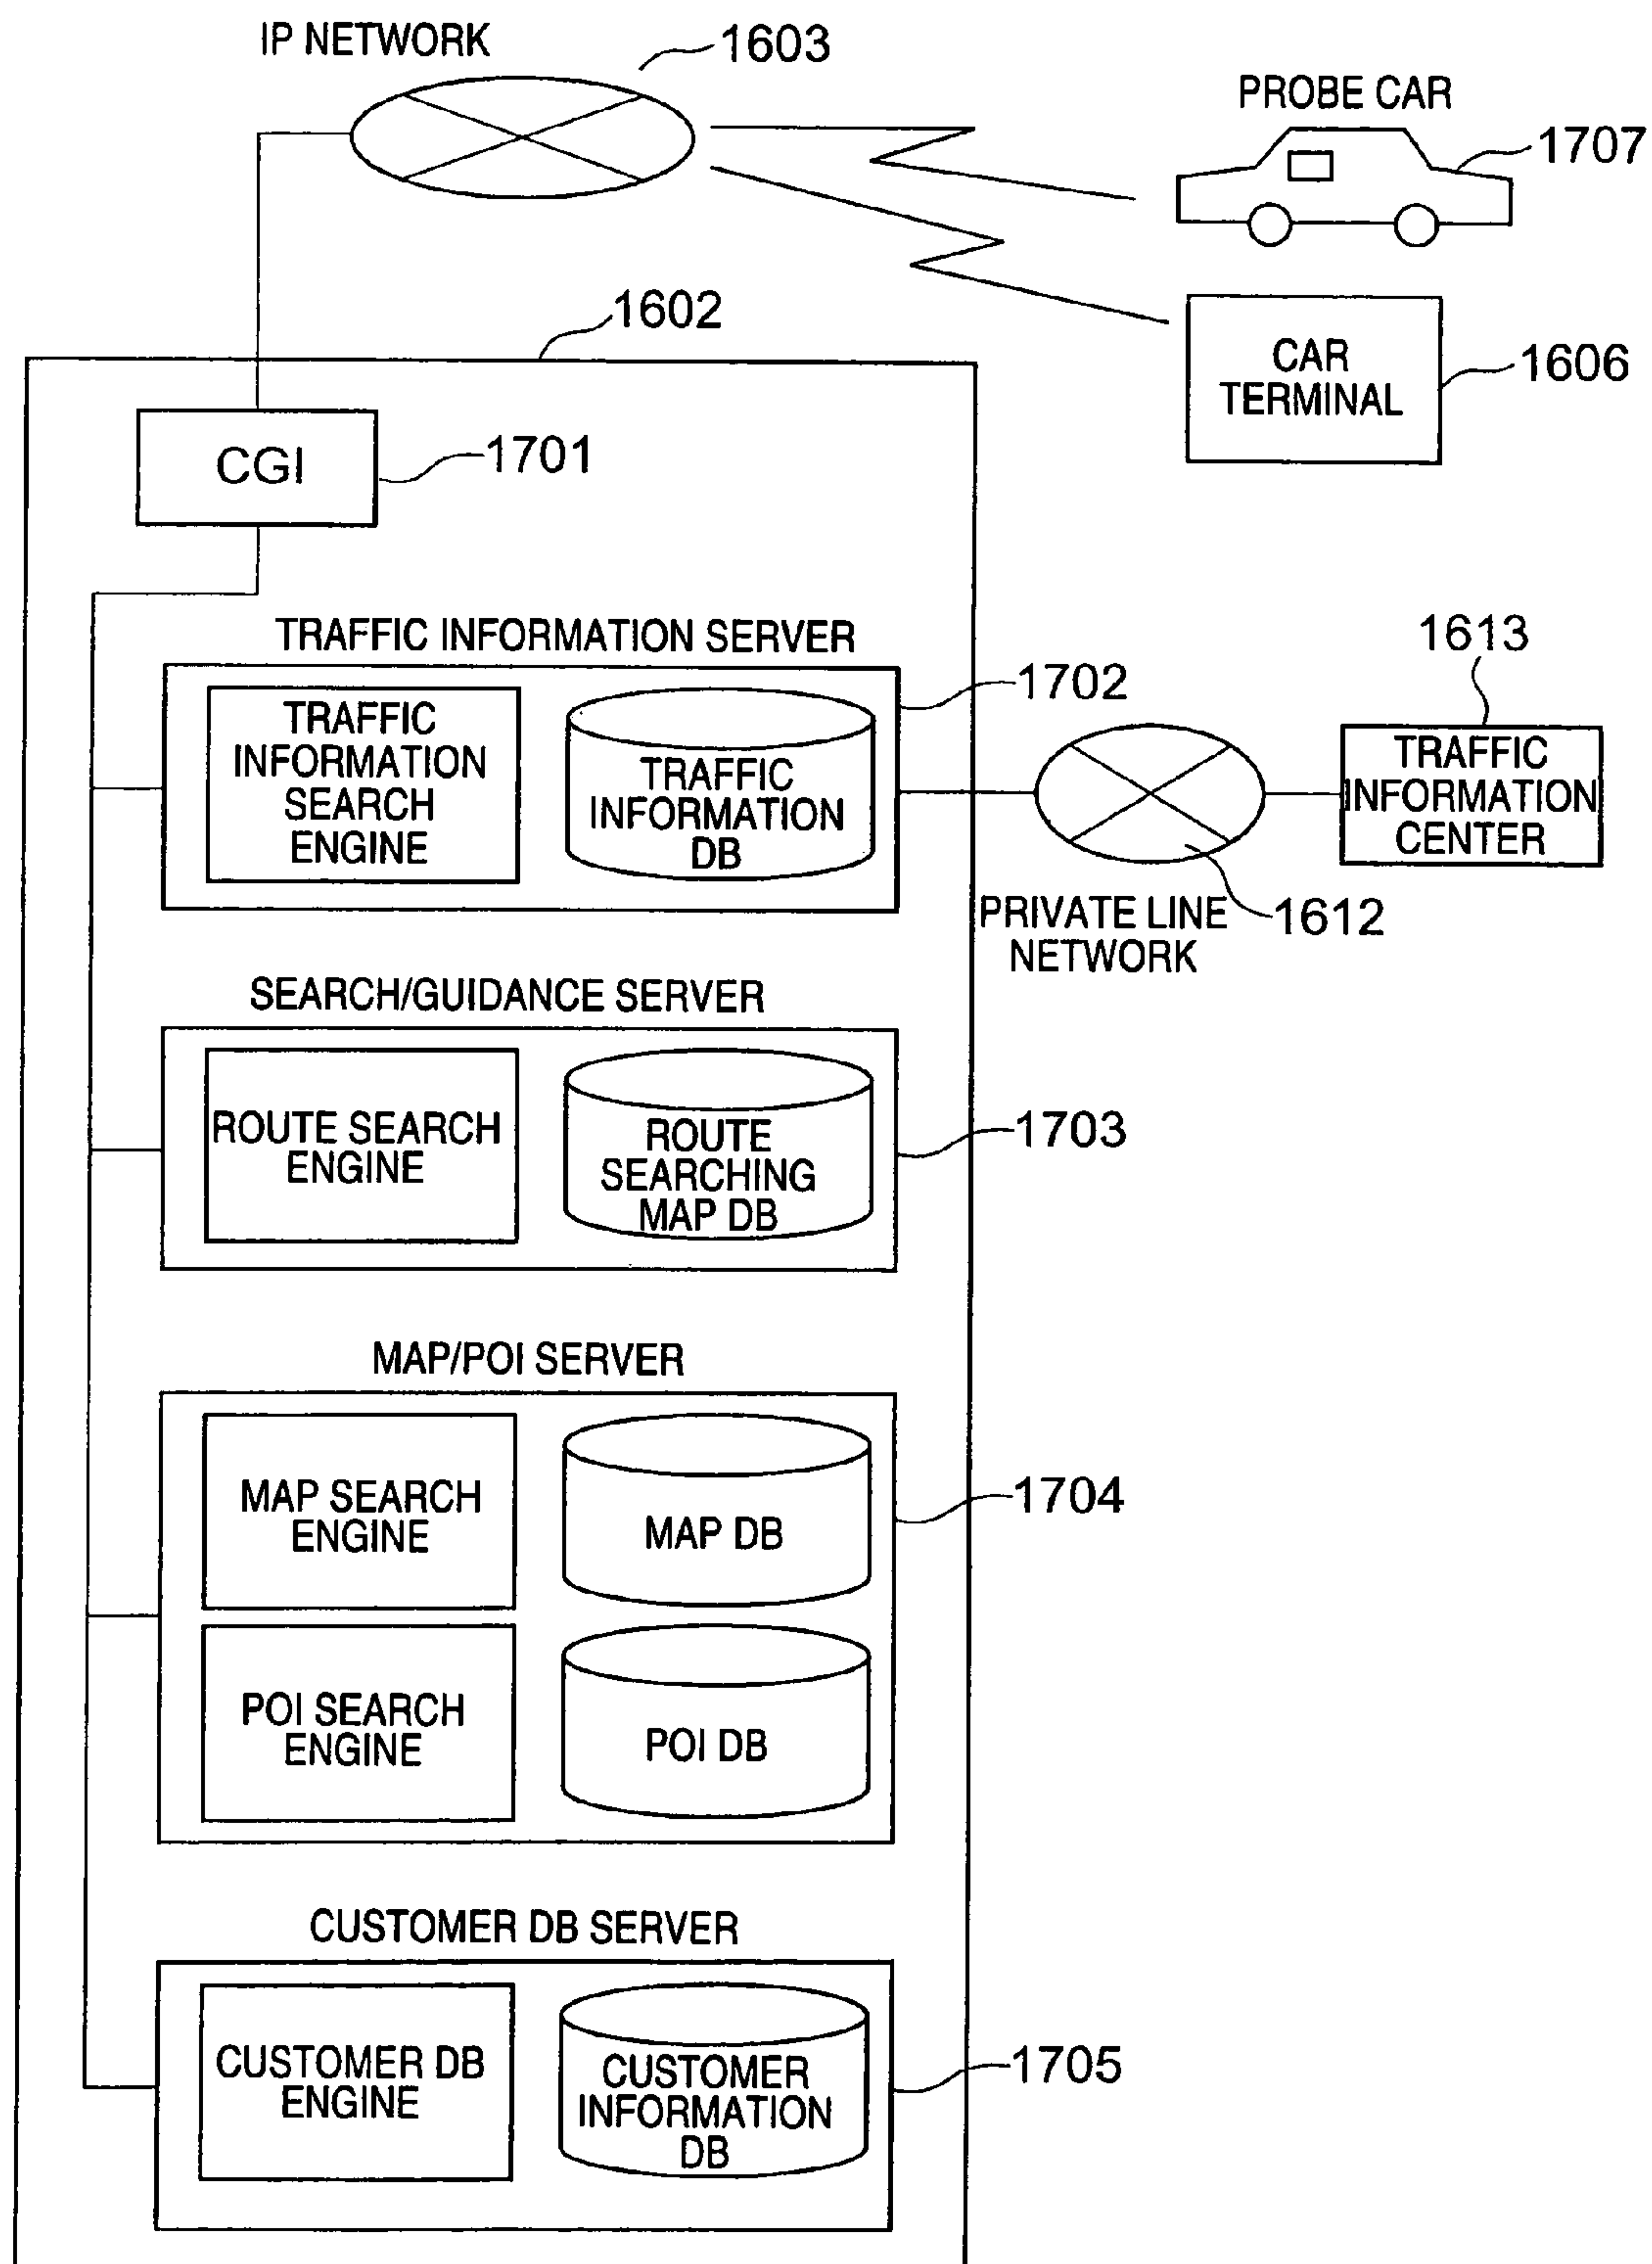 IP NETWORK
1603
PROBE CAR
1707
1602
CAR
TERMINAL
1606
CGI
1701
TRAFFIC INFORMATION SERVER
1702
TRAFFIC
INFORMATION
SEARCH
ENGINE
TRAFFIC
INFORMATION
DB
1613
TRAFFIC
INFORMATION
CENTER
PRIVATE LINE
NETWORK
1612
SEARCH/GUIDANCE SERVER
ROUTE SEARCH
ENGINE
ROUTE
SEARCHING
MAP DB
1703
MAP/POI SERVER
MAP SEARCH
ENGINE
MAP DB
1704
POI SEARCH
ENGINE
POI DB
CUSTOMER DB SERVER
CUSTOMER DB
ENGINE
CUSTOMER
INFORMATION
DB
1705